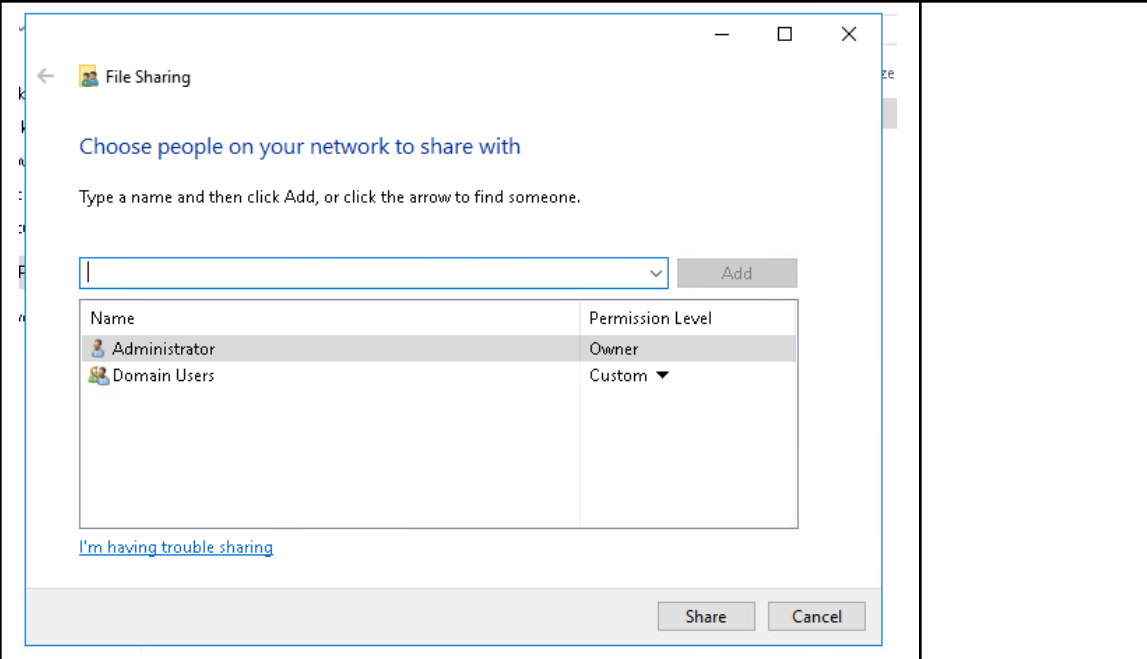 File Sharing
ze
Choose people on your network to share with
Type a name and then click Add, or click the arrow to find someone.
Add
Name Permission Level
Administrator Owner
Domain Users Custom
I'm having trouble sharing
Share Cancel